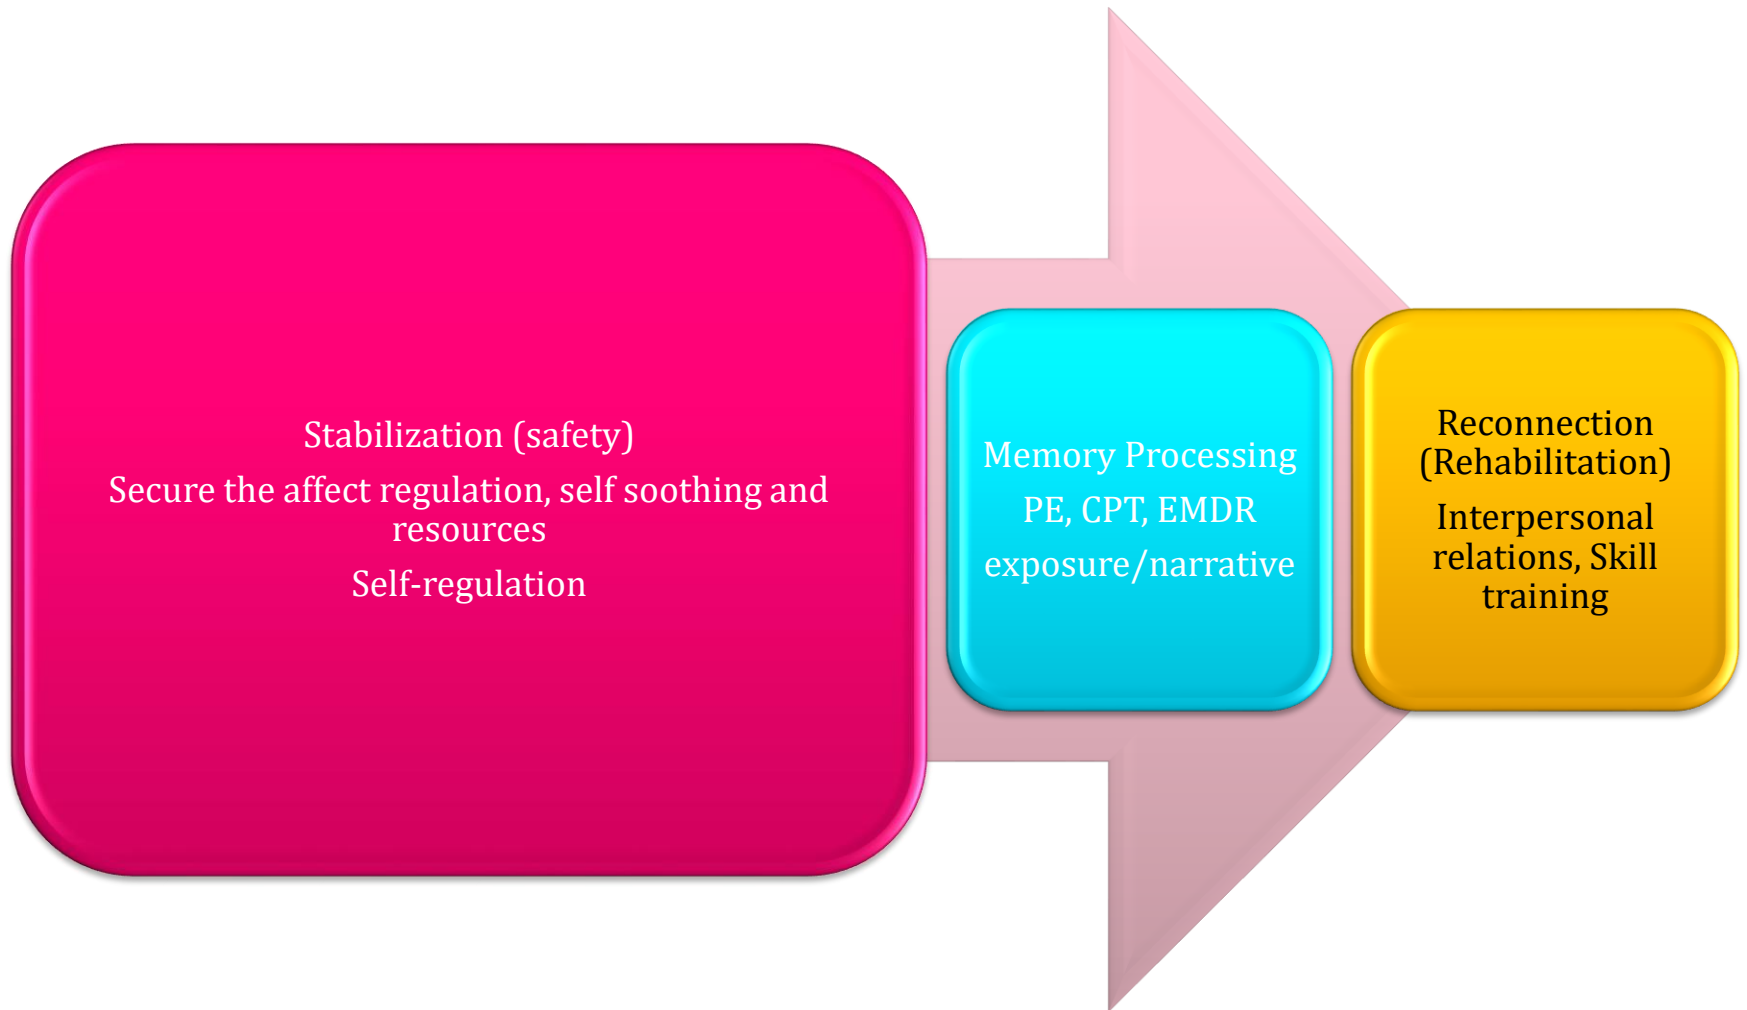 Stabilization (safety)
Secure the affect regulation, self soothing and
resources
Self-regulation
Memory Processing
PE, CPT, EMDR
exposure/narrative
Reconnection
(Rehabilitation)
Interpersonal
relations, Skill
training